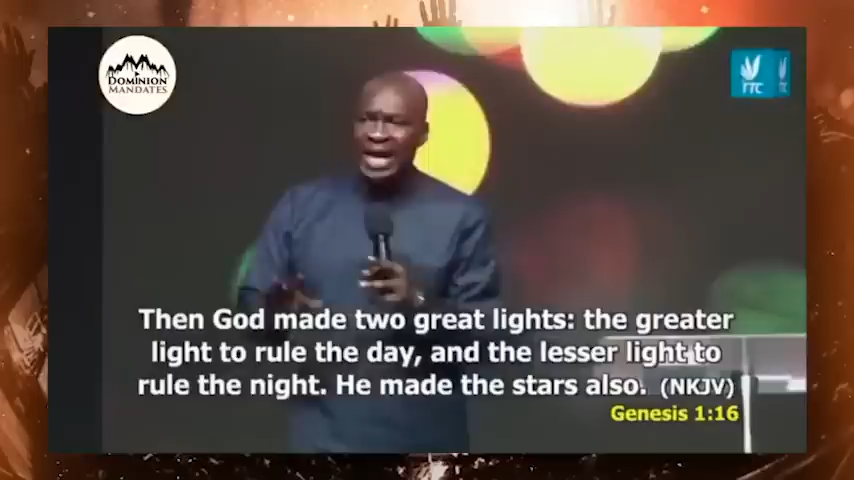 DOMINION
MANDATES
TTC
Then God made two great lights: the greater
light to rule the day, and the lesser light to
rule the night. He made the stars also. (NKJV)
Genesis 1:16